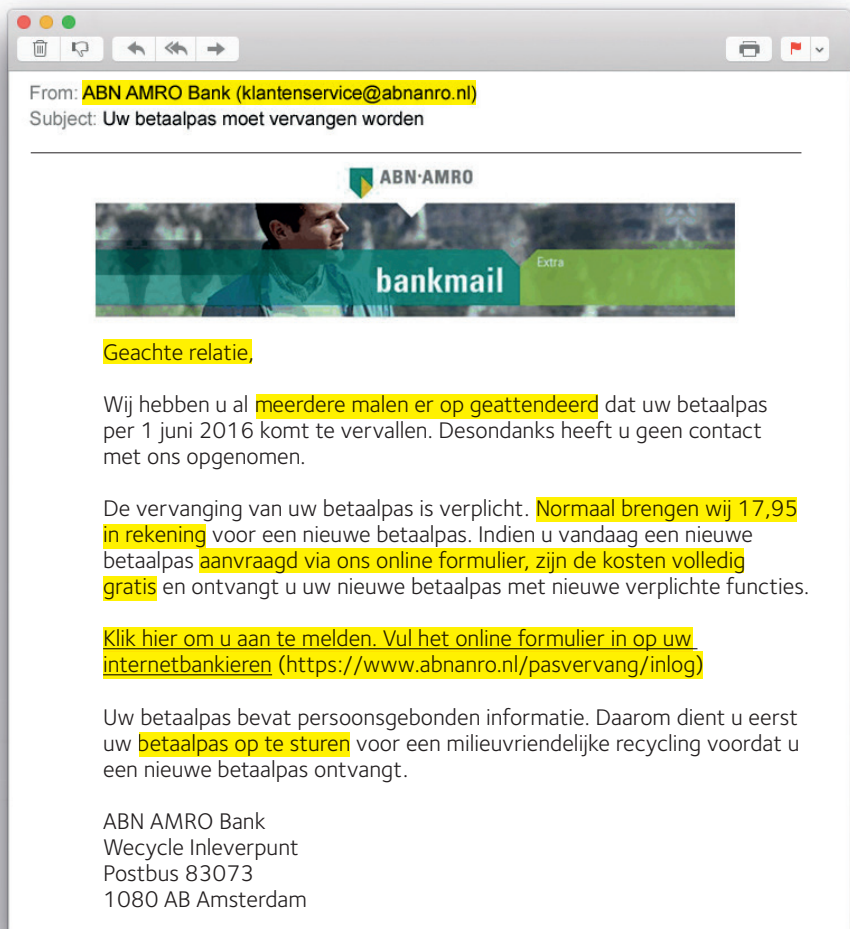 From: ABN AMRO Bank (klantenservice@abnanro.nl)
Subject: Uw betaalpas moet vervangen worden
ABN·AMRO
bankmail
Extra
Geachte relatie,
Wij hebben u al meerdere malen er op geattendeerd dat uw betaalpas
per 1 juni 2016 komt te vervallen. Desondanks heeft u geen contact
met ons opgenomen.
De vervanging van uw betaalpas is verplicht. Normaal brengen wij 17,95
in rekening voor een nieuwe betaalpas. Indien u vandaag een nieuwe
betaalpas aanvraagd via ons online formulier, zijn de kosten volledig
gratis en ontvangt u uw nieuwe betaalpas met nieuwe verplichte functies.
Klik hier om u aan te melden. Vul het online formulier in op uw
internetbankieren (https://www.abnanro.nl/pasvervang/inlog)
Uw betaalpas bevat persoonsgebonden informatie. Daarom dient u eerst
uw betaalpas op te sturen voor een milieuvriendelijke recycling voordat u
een nieuwe betaalpas ontvangt.
ABN AMRO Bank
Wecycle Inleverpunt
Postbus 83073
1080 AB Amsterdam